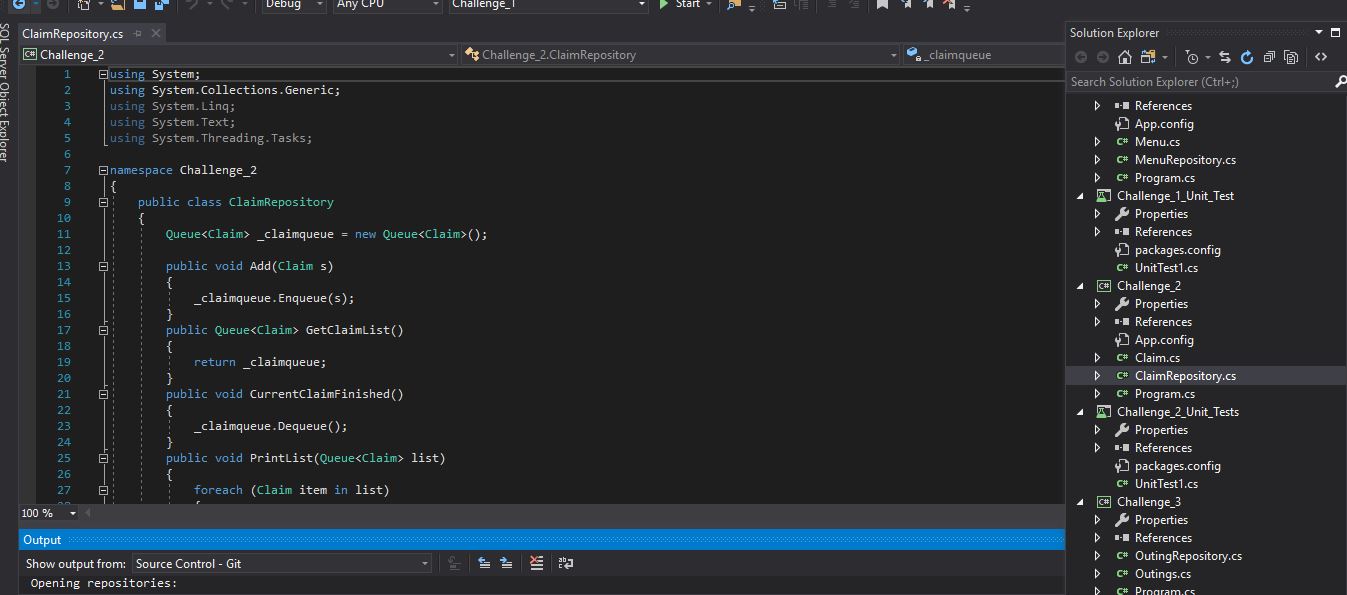 Debug Any CPU Challenge_1 Start
SQL Server Object Explorer
ClaimRepository.cs
Challenge_2 Challenge_2.ClaimRepository _claimqueue
1 using System;
2 using System.Collections.Generic;
3 using System.Linq;
4 using System.Text;
5 using System.Threading.Tasks;
6
7 namespace Challenge_2
8 {
9 public class ClaimRepository
10 {
11 Queue<Claim> _claimqueue = new Queue<Claim>();
12
13 public void Add(Claim s)
14 {
15 _claimqueue.Enqueue(s);
16 }
17 public Queue<Claim> GetClaimList()
18 {
19 return _claimqueue;
20 }
21 public void CurrentClaimFinished()
22 {
23 _claimqueue.Dequeue();
24 }
25 public void PrintList(Queue<Claim> list)
26 {
27 foreach (Claim item in list)
28 {
100 %
Output
Show output from: Source Control - Git
Opening repositories:
Solution Explorer
Search Solution Explorer (Ctrl+;)
References
App.config
C# Menu.cs
C# MenuRepository.cs
C# Program.cs
Challenge_1_Unit_Test
Properties
References
packages.config
C# UnitTest1.cs
C# Challenge_2
Properties
References
App.config
C# Claim.cs
C# ClaimRepository.cs
C# Program.cs
Challenge_2_Unit_Tests
Properties
References
packages.config
C# UnitTest1.cs
C# Challenge_3
Properties
References
C# OutingRepository.cs
C# Outings.cs
C# Program.cs